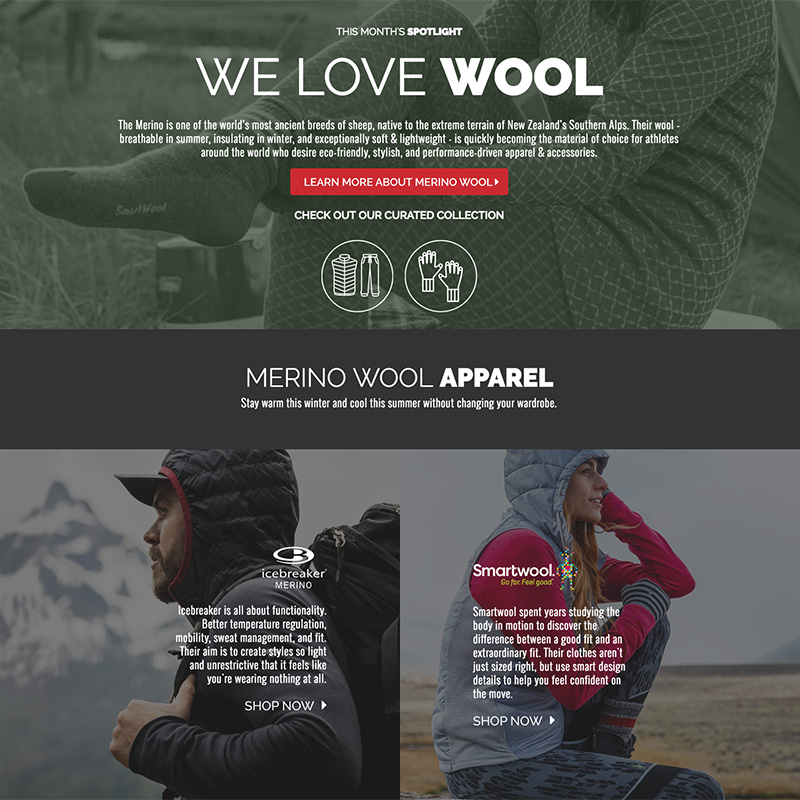 THIS MONTH'S SPOTLIGHT
WE LOVE WOOL
The Merino is one of the world's most ancient breeds of sheep, native to the extreme terrain of New Zealand's Southern Alps. Their wool -
breathable in summer, insulating in winter, and exceptionally soft & lightweight - is quickly becoming the material of choice for athletes
around the world who desire eco-friendly, stylish, and performance-driven apparel & accessories.
SmartWool
LEARN MORE ABOUT MERINO WOOL
CHECK OUT OUR CURATED COLLECTION
MERINO WOOL APPAREL
Stay warm this winter and cool this summer without changing your wardrobe.
icebreaker®
MERINO
Icebreaker is all about functionality.
Better temperature regulation,
mobility, sweat management, and fit.
Their aim is to create styles so light
and unrestrictive that it feels like
you're wearing nothing at all.
SHOP NOW
Smartwool
Go far. Feel good.
Smartwool spent years studying the
body in motion to discover the
difference between a good fit and an
extraordinary fit. Their clothes aren't
just sized right, but use smart design
details to help you feel confident on
the move.
SHOP NOW